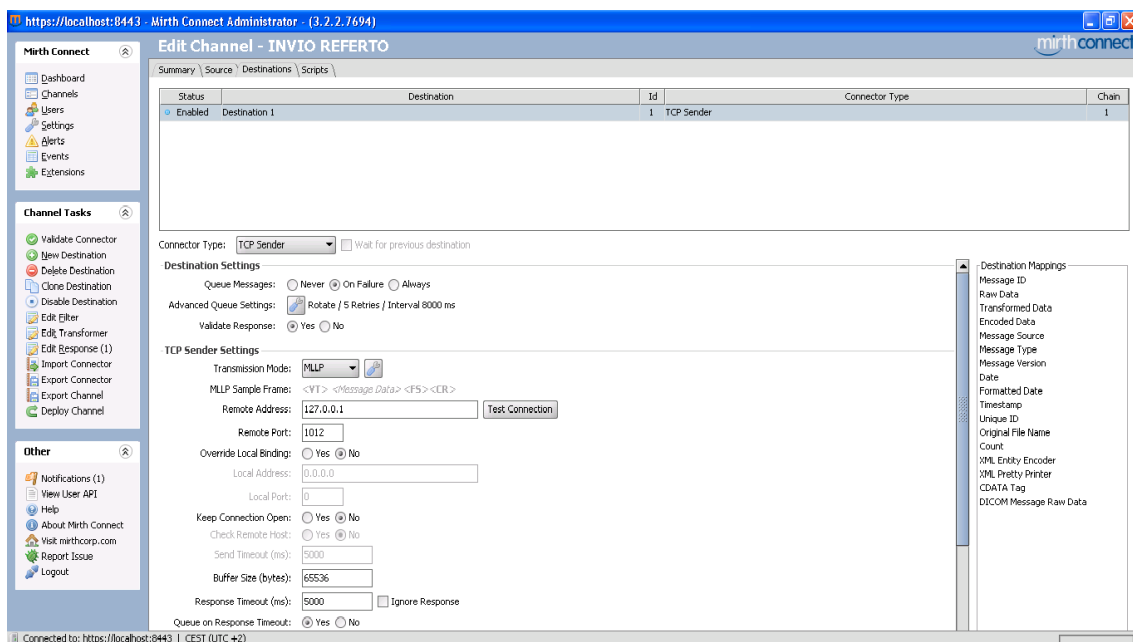 https://localhost:8443 - Mirth Connect Administrator - (3.2.2.7694)
Mirth Connect
Dashboard
Channels
Users
Settings
Alerts
Events
Extensions
Channel Tasks
Validate Connector
New Destination
Delete Destination
Clone Destination
Disable Destination
Edit Filter
Edit Transformer
Edit Response (1)
Import Connector
Export Connector
Export Channel
Deploy Channel
Other
Notifications (1)
View User API
Help
About Mirth Connect
Visit mirthcorp.com
Report Issue
Logout
Edit Channel - INVIO REFERTO
mirth connect
Summary Source Destinations Scripts
Status Destination Id Connector Type Chain
Enabled Destination 1 1 TCP Sender 1
Connector Type: TCP Sender Wait for previous destination
Destination Settings
Queue Messages: Never On Failure Always
Advanced Queue Settings: Rotate / 5 Retries / Interval 8000 ms
Validate Response: Yes No
TCP Sender Settings
Transmission Mode: MLLP
MLLP Sample Frame: <VT> <Message Data> <FS><CR>
Remote Address: 127.0.0.1 Test Connection
Remote Port: 1012
Override Local Binding: Yes No
Local Address: 0.0.0.0
Local Port: 0
Keep Connection Open: Yes No
Check Remote Host: Yes No
Send Timeout (ms): 5000
Buffer Size (bytes): 65536
Response Timeout (ms): 5000 Ignore Response
Queue on Response Timeout: Yes No
Destination Mappings
Message ID
Raw Data
Transformed Data
Encoded Data
Message Source
Message Type
Message Version
Date
Formatted Date
Timestamp
Unique ID
Original File Name
Count
XML Entity Encoder
XML Pretty Printer
CDATA Tag
DICOM Message Raw Data
Connected to: https://localhost:8443 | CEST (UTC +2)